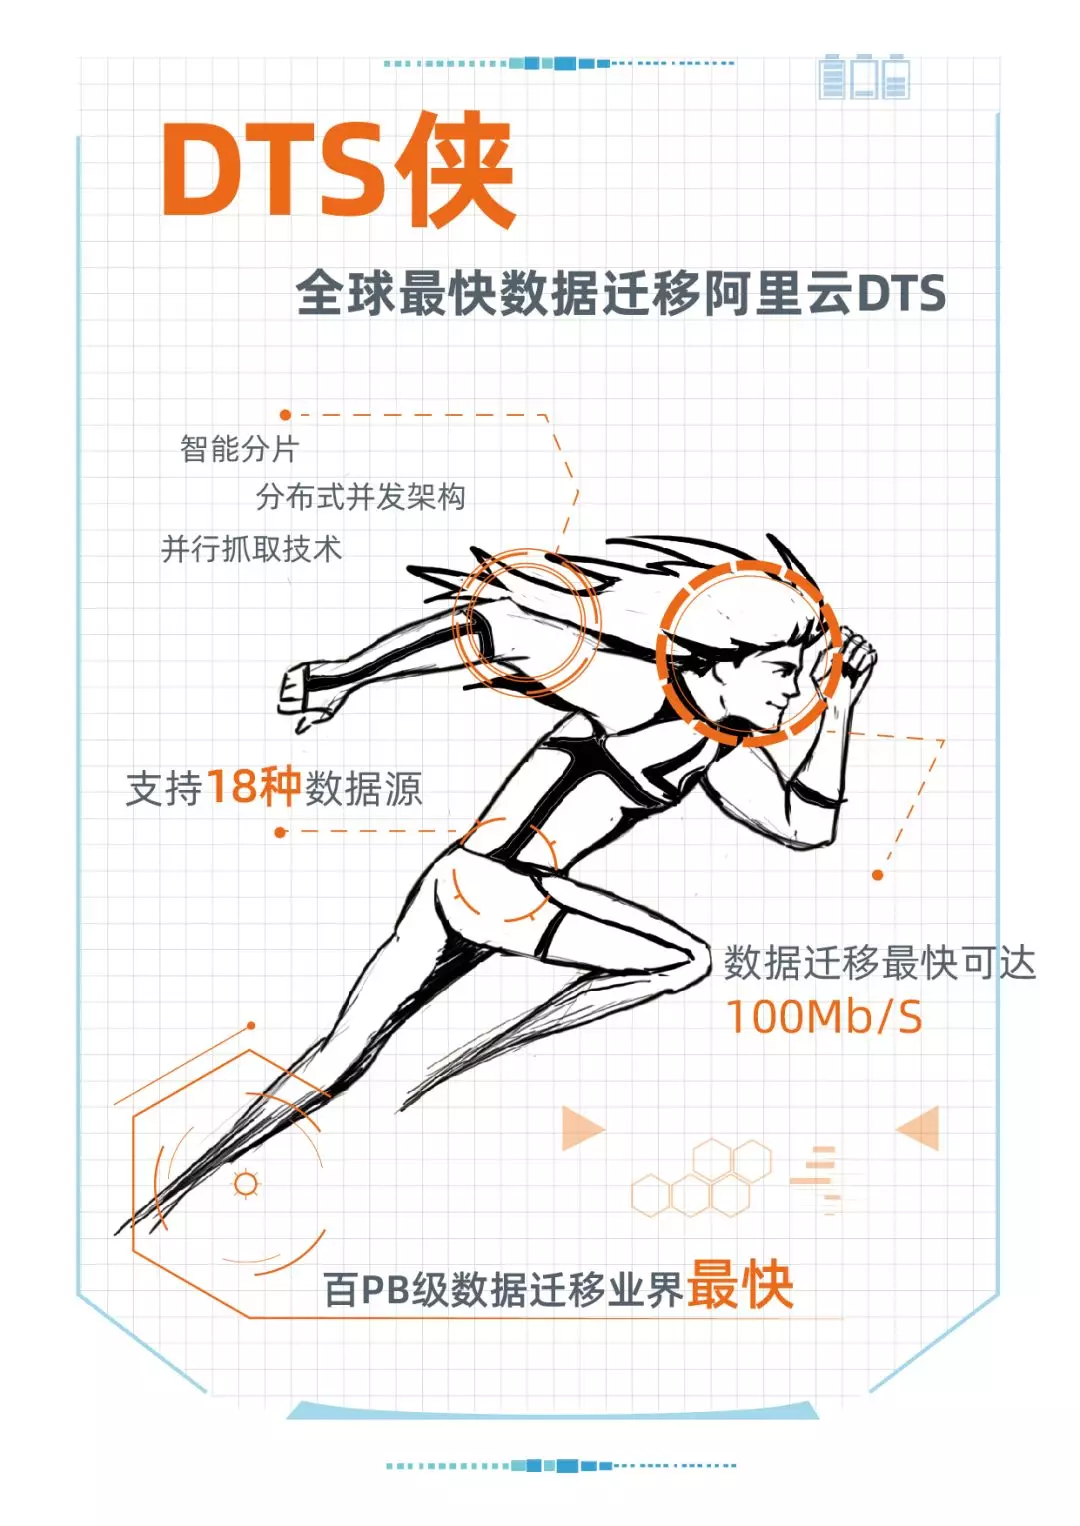 DTS侠
全球最快数据迁移阿里云DTS
智能分片
分布式并发架构
并行抓取技术
支持18种数据源
数据迁移最快可达
100Mb/S
百PB级数据迁移业界最快